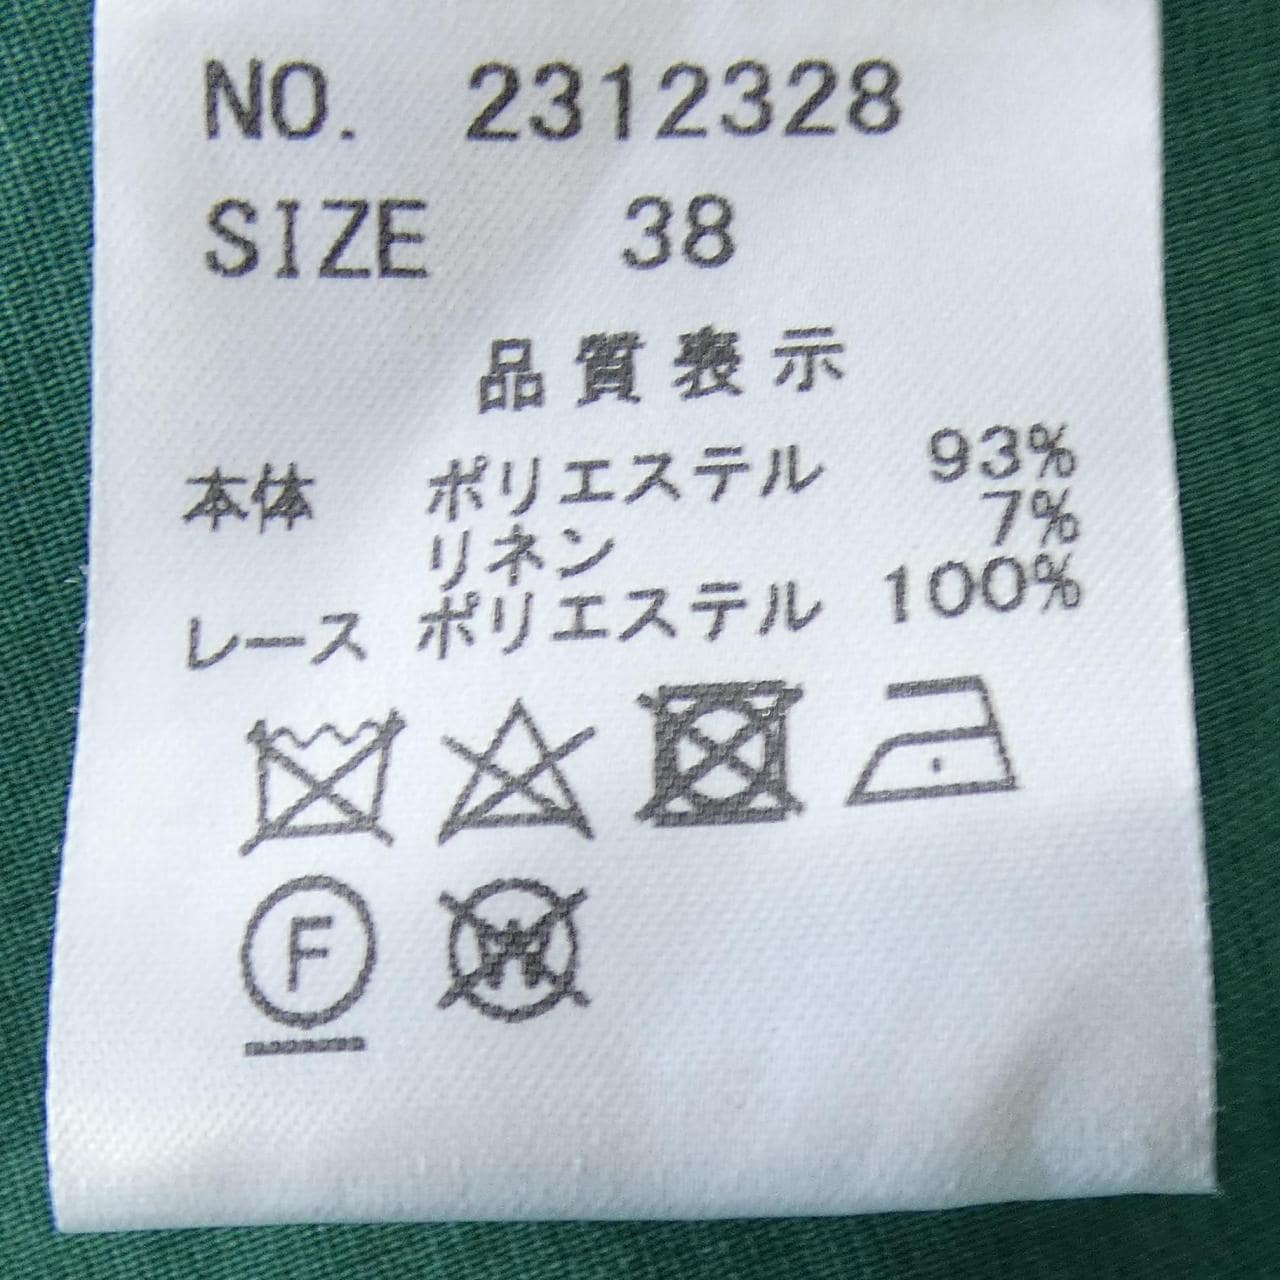 NO. 2312328
SIZE 38
品質表示
本体 ポリエステル 93%
リネン 7%
レース ポリエステル 100%
F
W